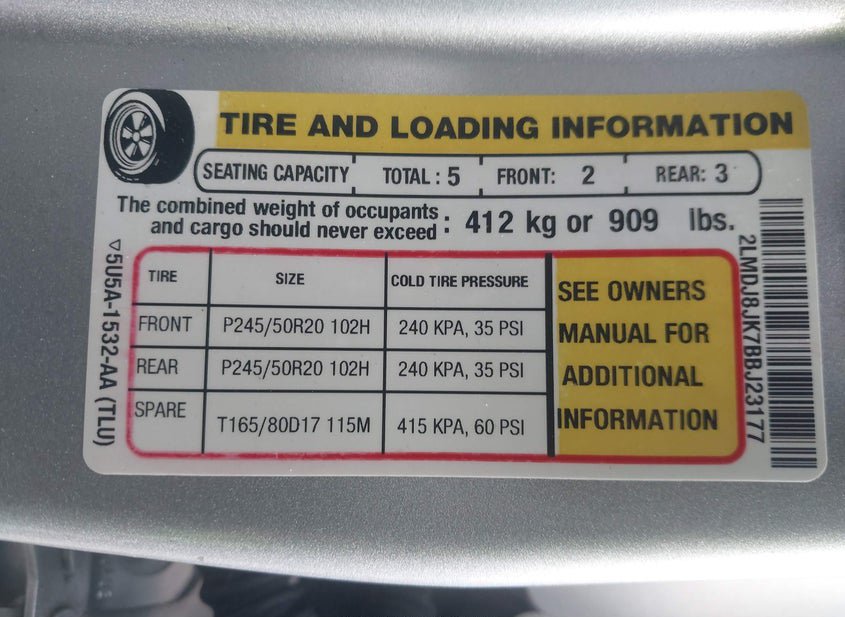 TIRE AND LOADING INFORMATION
SEATING CAPACITY TOTAL : 5 FRONT: 2 REAR: 3
The combined weight of occupants and cargo should never exceed : 412 kg or 909 lbs.
TIRE SIZE COLD TIRE PRESSURE
FRONT P245/50R20 102H 240 KPA, 35 PSI
REAR P245/50R20 102H 240 KPA, 35 PSI
SPARE T165/80D17 115M 415 KPA, 60 PSI
SEE OWNERS
MANUAL FOR
ADDITIONAL
INFORMATION
▽5U5A-1532-AA (TLU)
2LMDJ8JK7BBJ23177